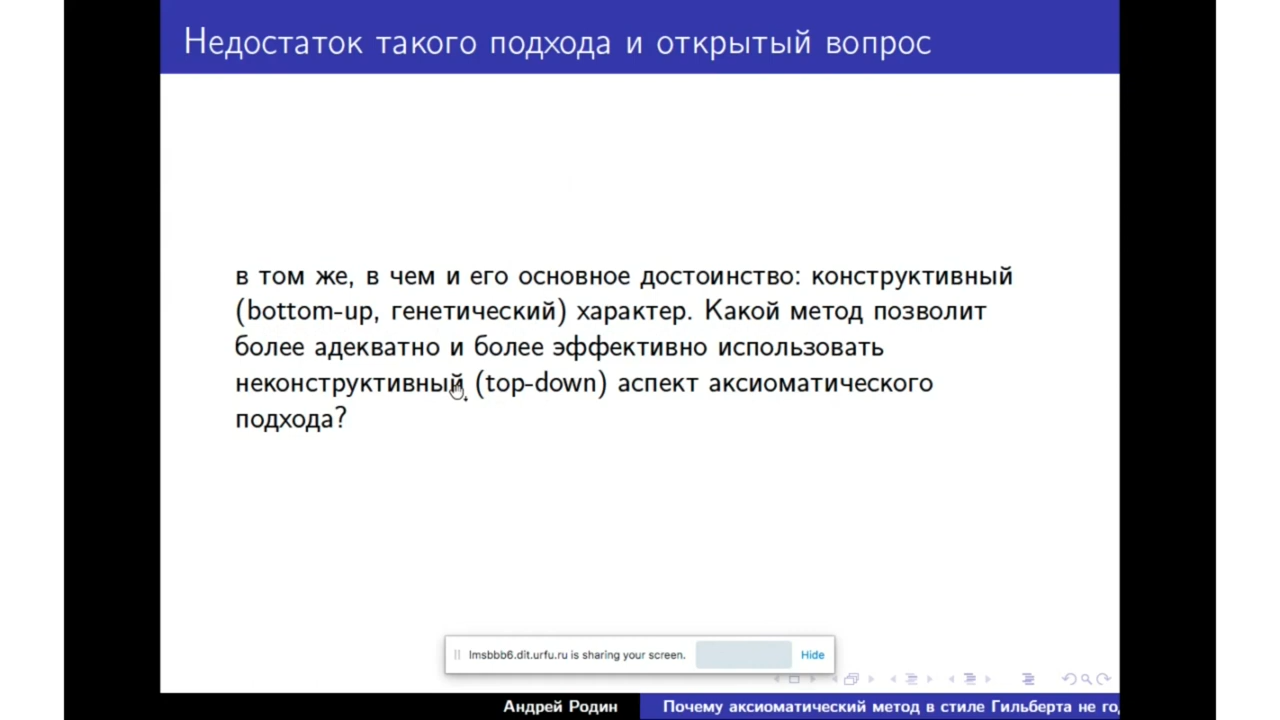 Недостаток такого подхода и открытый вопрос
в том же, в чем и его основное достоинство: конструктивный
(bottom-up, генетический) характер. Какой метод позволит
более адекватно и более эффективно использовать
неконструктивный (top-down) аспект аксиоматического
подхода?
lmsbbb6.dit.urfu.ru is sharing your screen. Hide
Андрей Родин Почему аксиоматический метод в стиле Гильберта не